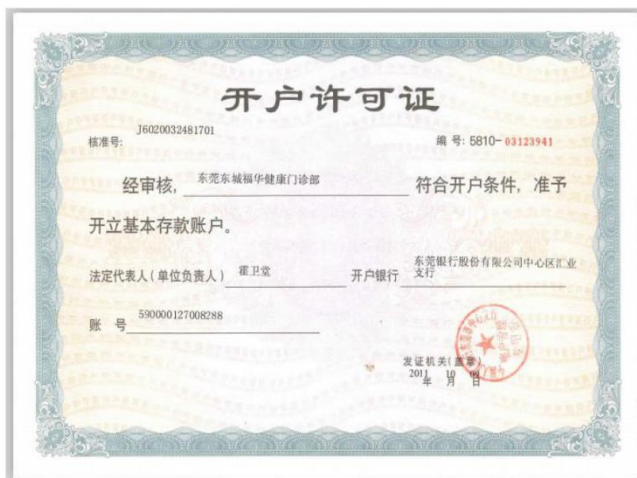 开户许可证
核准号: J6020032481701 编 号: 5810-03123941
经审核, 东莞东城福华健康门诊部 符合开户条件, 准予
开立基本存款账户。
法定代表人(单位负责人) 霍卫堂 开户银行 东莞银行股份有限公司中心区汇业
支行
账 号 590000127008288
发证机关(盖章)
2011 年 10 月 日